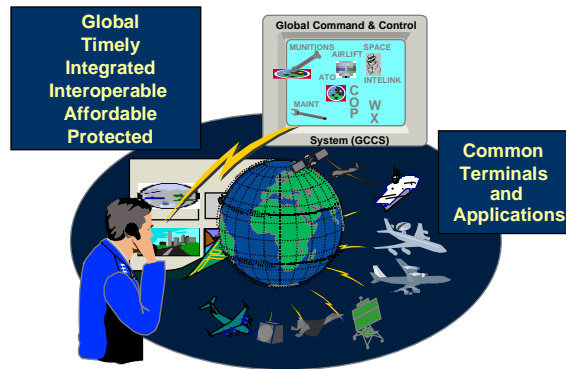 Global
Timely
Integrated
Interoperable
Affordable
Protected
Global Command & Control
MUNITIONS
SPACE
AIRLIFT
ATO
INTELINK
COP
WX
MAINT
System (GCCS)
Common
Terminals
and
Applications